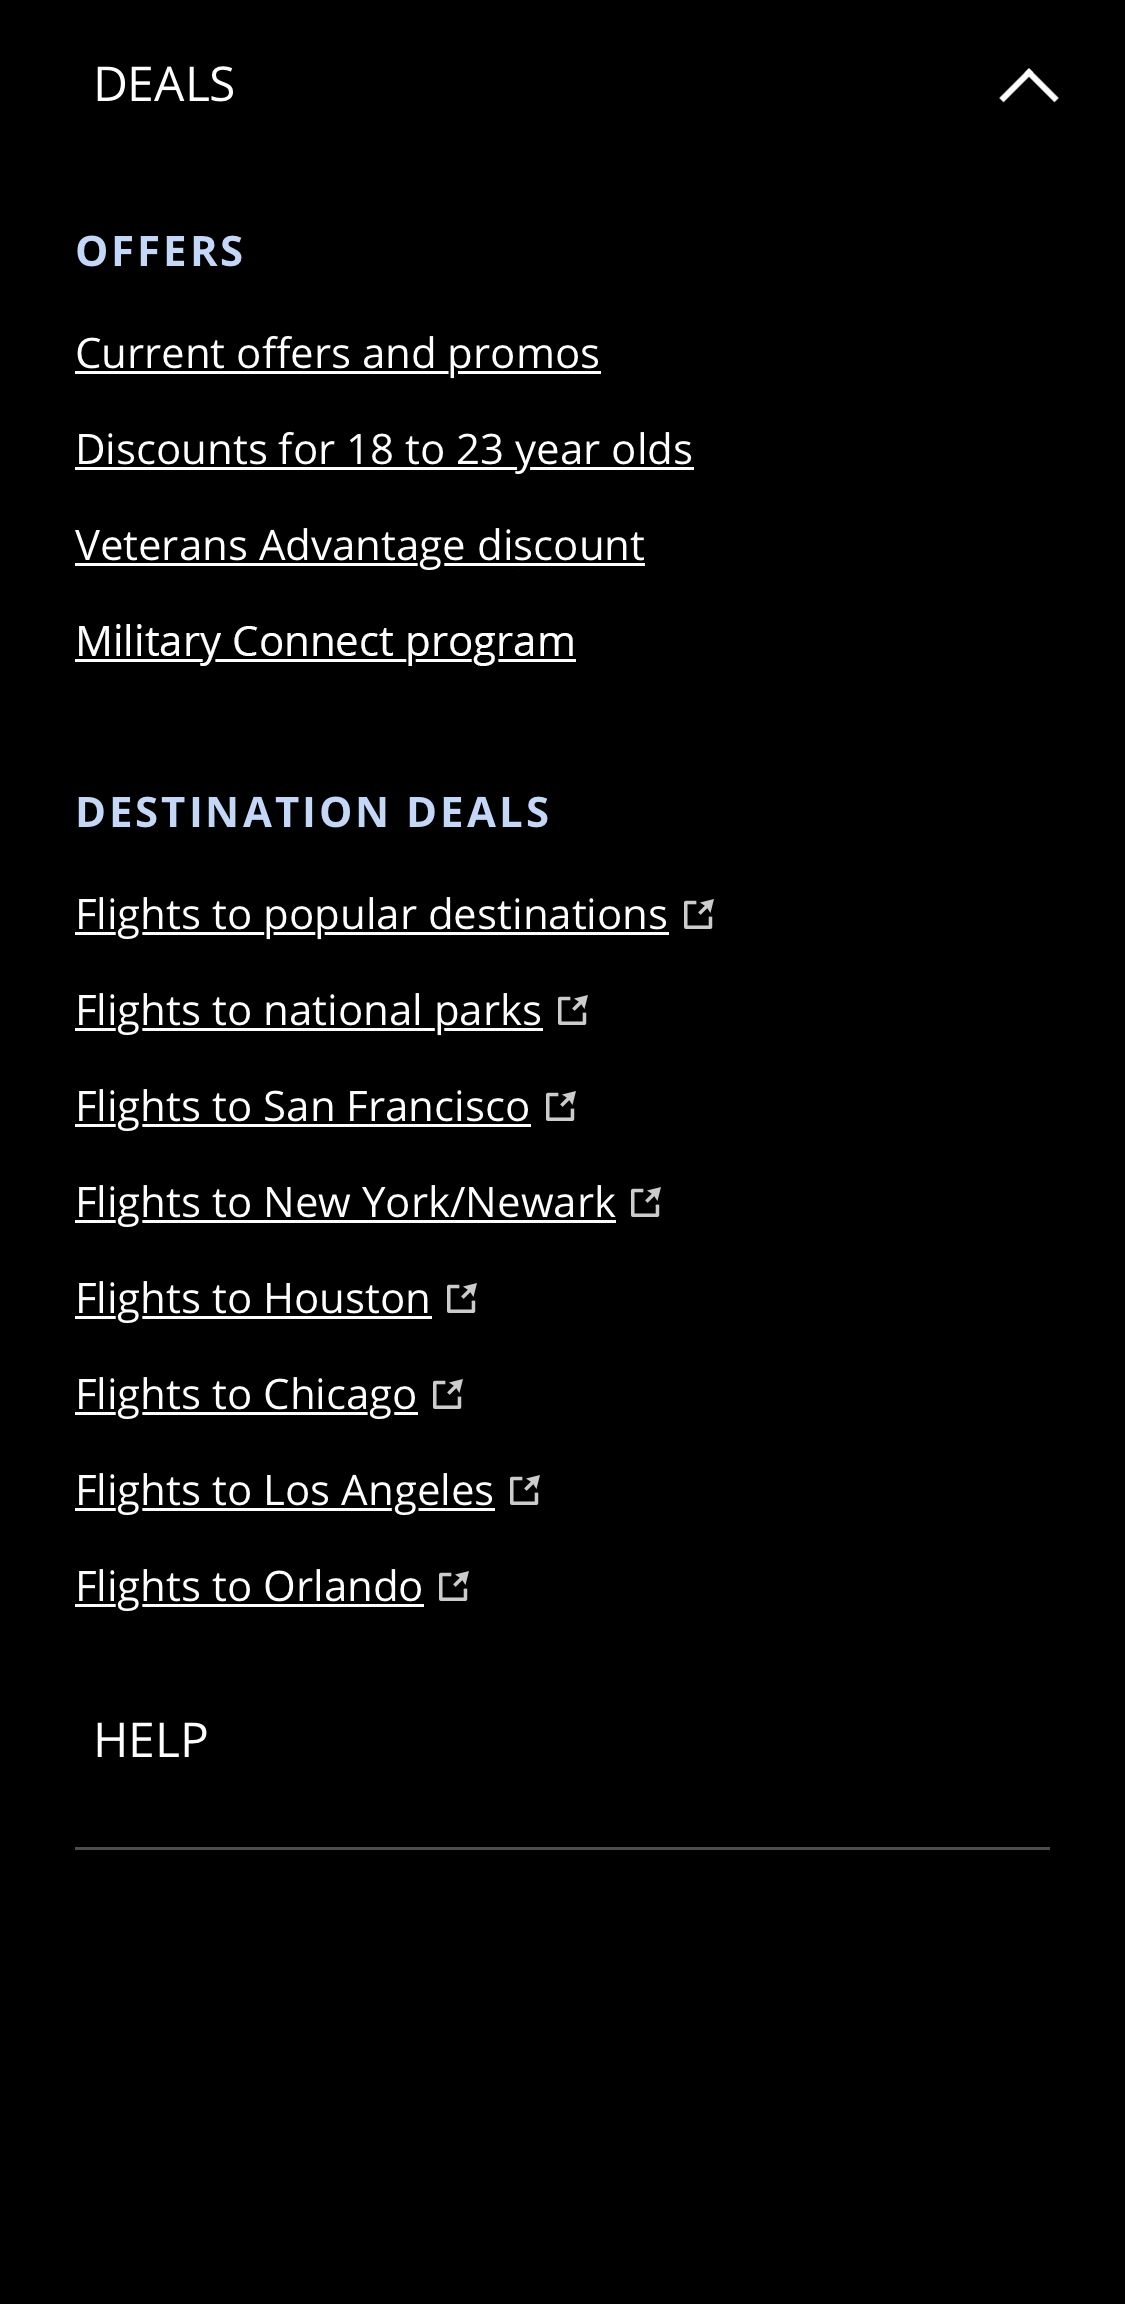 DEALS
OFFERS
Current offers and promos
Discounts for 18 to 23 year olds
Veterans Advantage discount
Military Connect program
DESTINATION DEALS
Flights to popular destinations
Flights to national parks
Flights to San Francisco
Flights to New York/Newark
Flights to Houston
Flights to Chicago
Flights to Los Angeles
Flights to Orlando
HELP